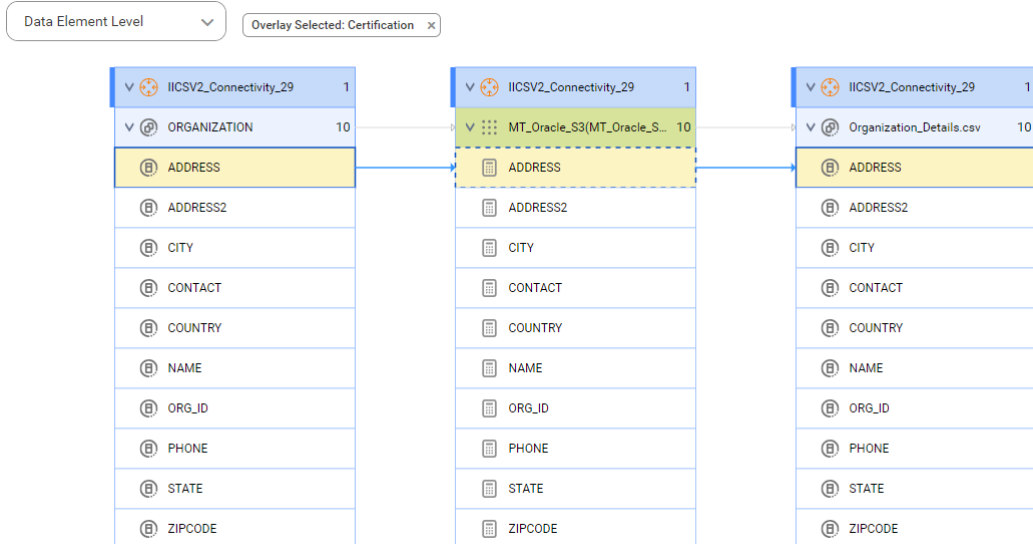 Data Element Level
Overlay Selected: Certification ×
IICSV2_Connectivity_29 1 IICSV2_Connectivity_29 1 IICSV2_Connectivity_29 1
ORGANIZATION 10 MT_Oracle_S3(MT_Oracle_S... 10 Organization_Details.csv 10
ADDRESS ADDRESS ADDRESS
ADDRESS2 ADDRESS2 ADDRESS2
CITY CITY CITY
CONTACT CONTACT CONTACT
COUNTRY COUNTRY COUNTRY
NAME NAME NAME
ORG_ID ORG_ID ORG_ID
PHONE PHONE PHONE
STATE STATE STATE
ZIPCODE ZIPCODE ZIPCODE